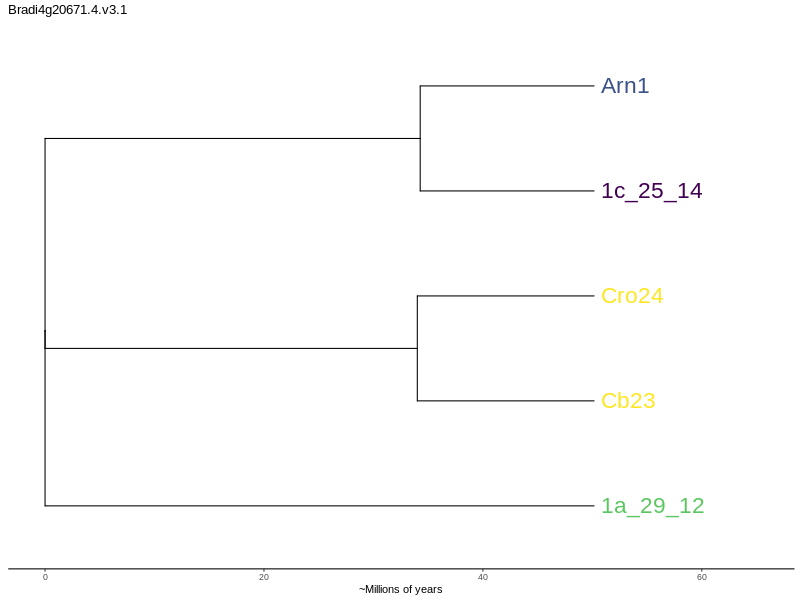 Bradi4g20671.4.v3.1
Arn1
1c_25_14
Cro24
Cb23
1a_29_12
0 20 40 60
~Millions of years